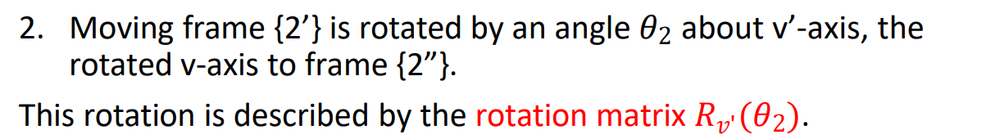 2. Moving frame {2’} is rotated by an angle θ₂ about v’-axis, the
rotated v-axis to frame {2”}.
This rotation is described by the rotation matrix Rᵥ'(θ₂).